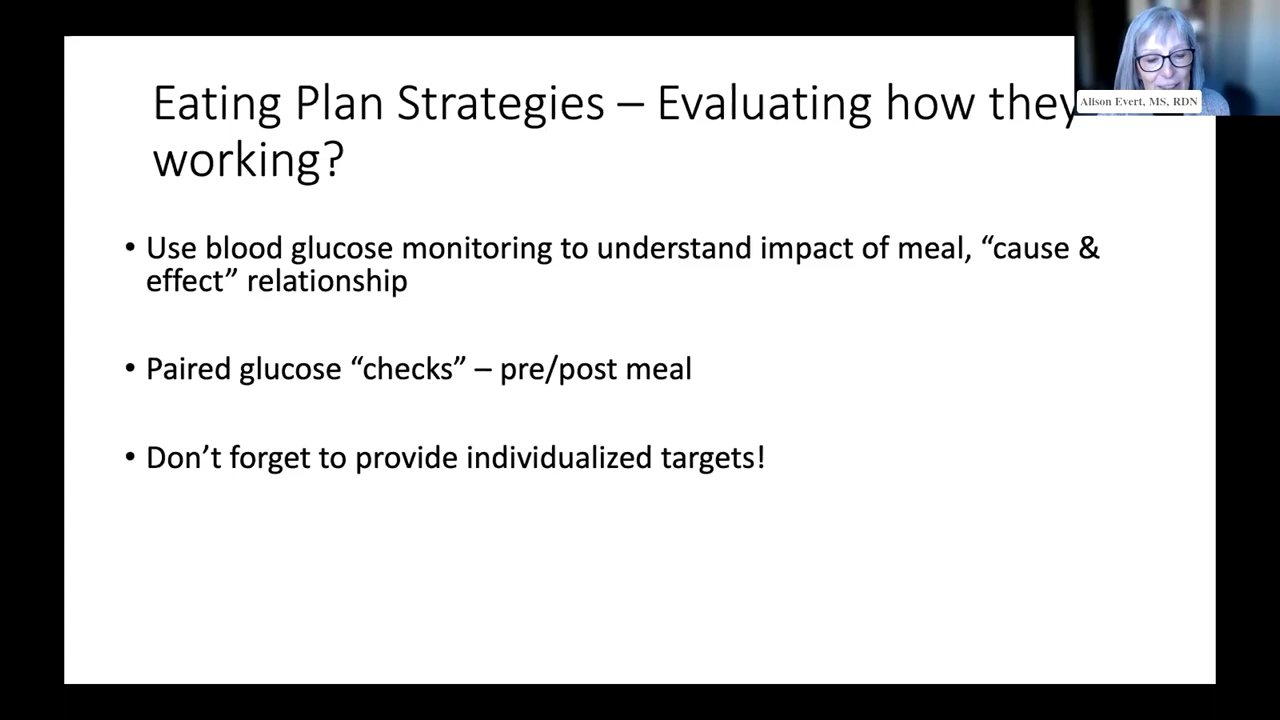 Eating Plan Strategies – Evaluating how they
working?
Alison Evert, MS, RDN
• Use blood glucose monitoring to understand impact of meal, “cause &
effect” relationship
• Paired glucose “checks” – pre/post meal
• Don’t forget to provide individualized targets!